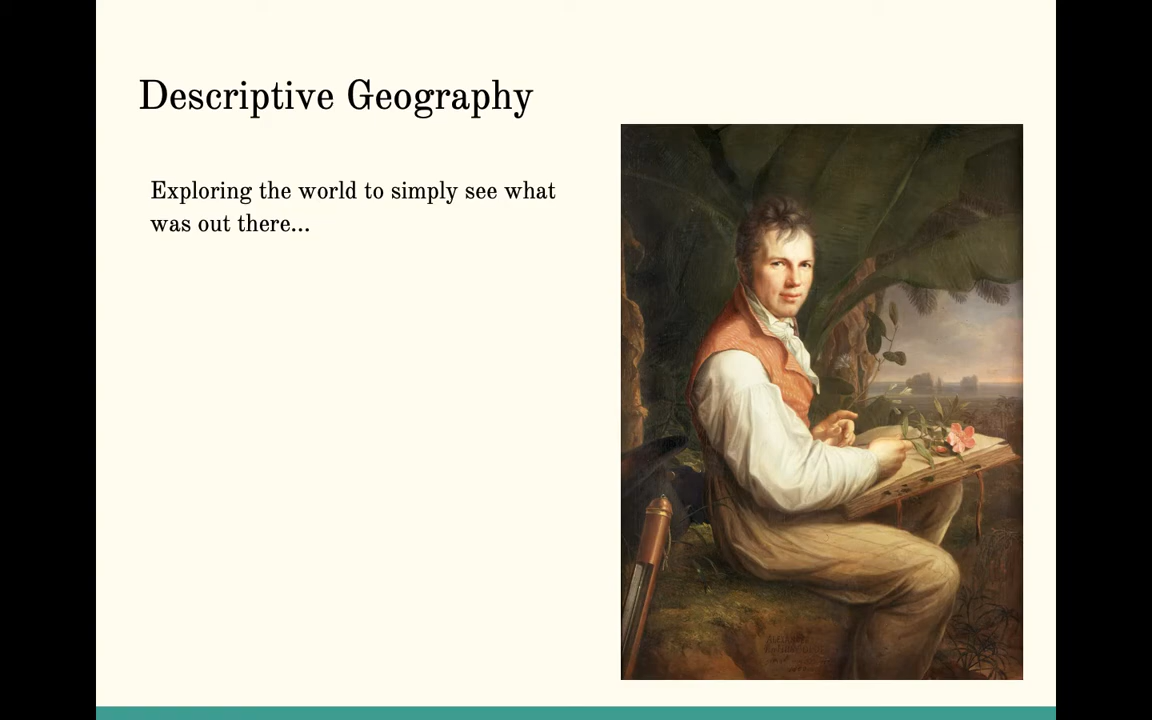 Descriptive Geography
Exploring the world to simply see what
was out there...